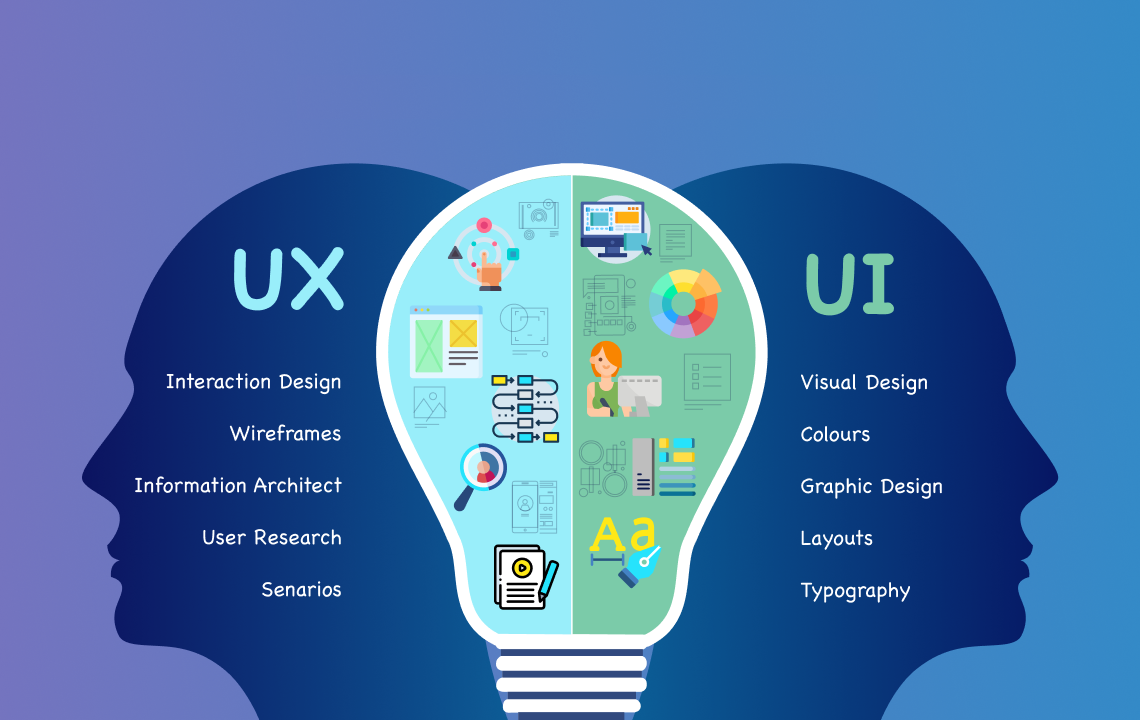 UX
Interaction Design
Wireframes
Information Architect
User Research
Senarios
Aa
UI
Visual Design
Colours
Graphic Design
Layouts
Typography